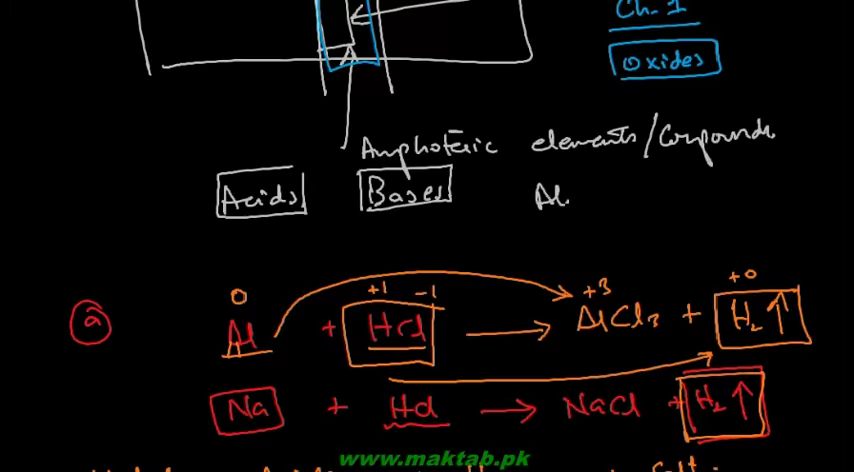 Ch. 1
Oxides
Amphoteric elements/Compounds
Acids Bases Al
0 +1 -1 +3 +0
a Al + HCl → AlCl3 + H2 ↑
Na + HCl → NaCl + H2 ↑
www.maktab.pk